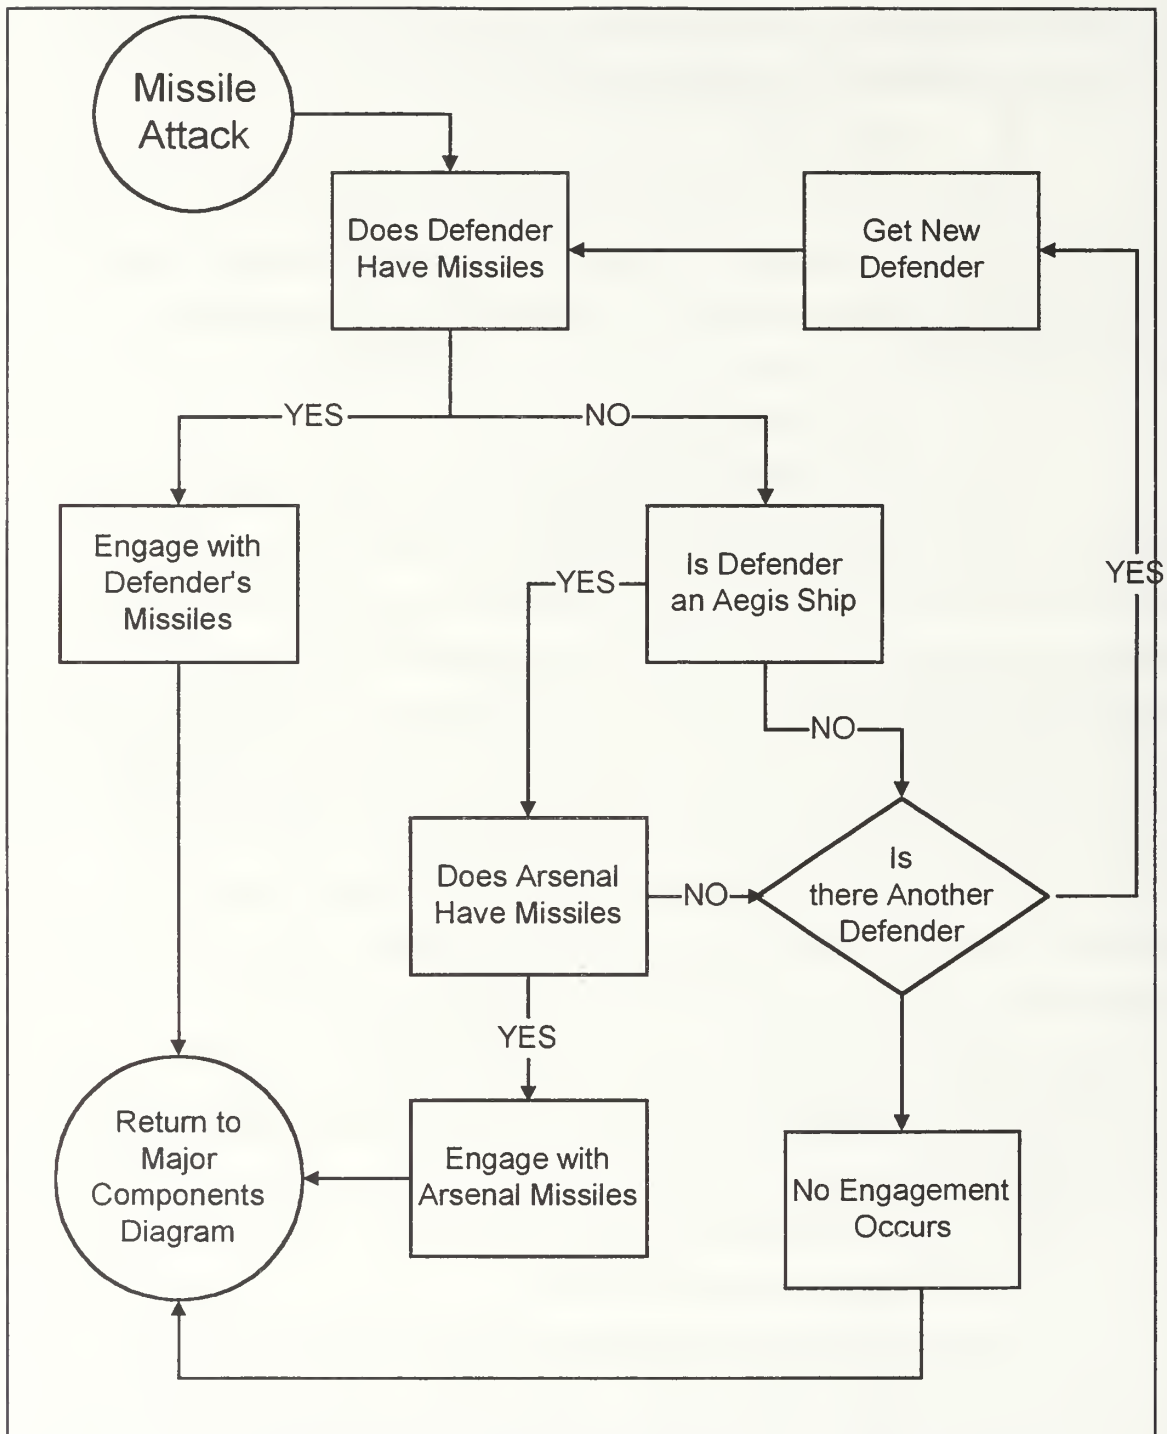 Missile
Attack
Does Defender
Have Missiles
Get New
Defender
YES
NO
Engage with
Defender's
Missiles
Is Defender
an Aegis Ship
YES
YES
NO
Does Arsenal
Have Missiles
NO
Is
there Another
Defender
YES
Return to
Major
Components
Diagram
Engage with
Arsenal Missiles
No Engagement
Occurs